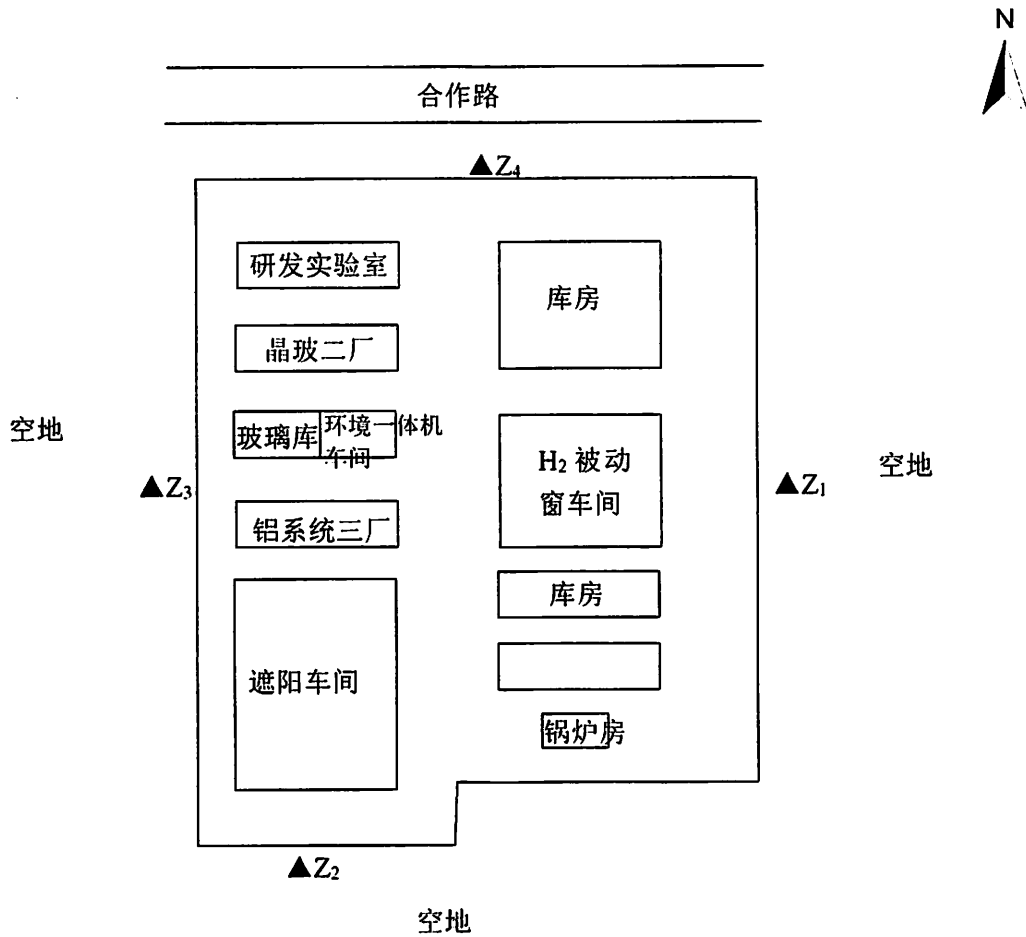 N
合作路
▲Z₄
研发实验室
库房
晶玻二厂
空地
玻璃库
环境一体机
车间
H₂ 被动
窗车间
空地
▲Z₃
▲Z₁
铝系统三厂
库房
遮阳车间
锅炉房
▲Z₂
空地